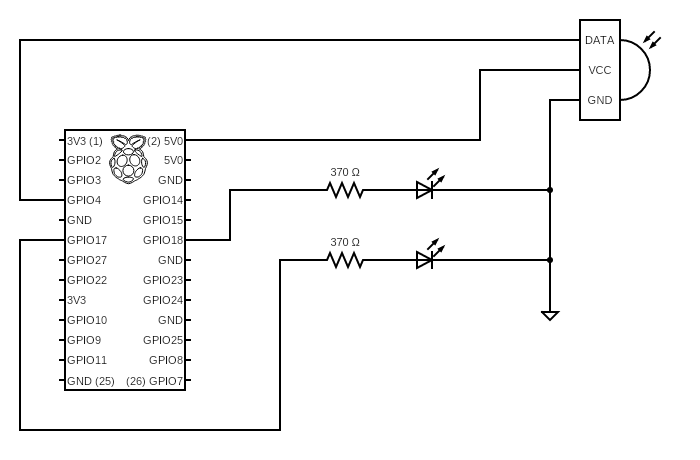 DATA
VCC
GND
3V3 (1) (2) 5V0
GPIO2 5V0
GPIO3 GND
GPIO4 GPIO14
GND GPIO15
GPIO17 GPIO18
GPIO27 GND
GPIO22 GPIO23
3V3 GPIO24
GPIO10 GND
GPIO9 GPIO25
GPIO11 GPIO8
GND (25) (26) GPIO7
370 Ω
370 Ω